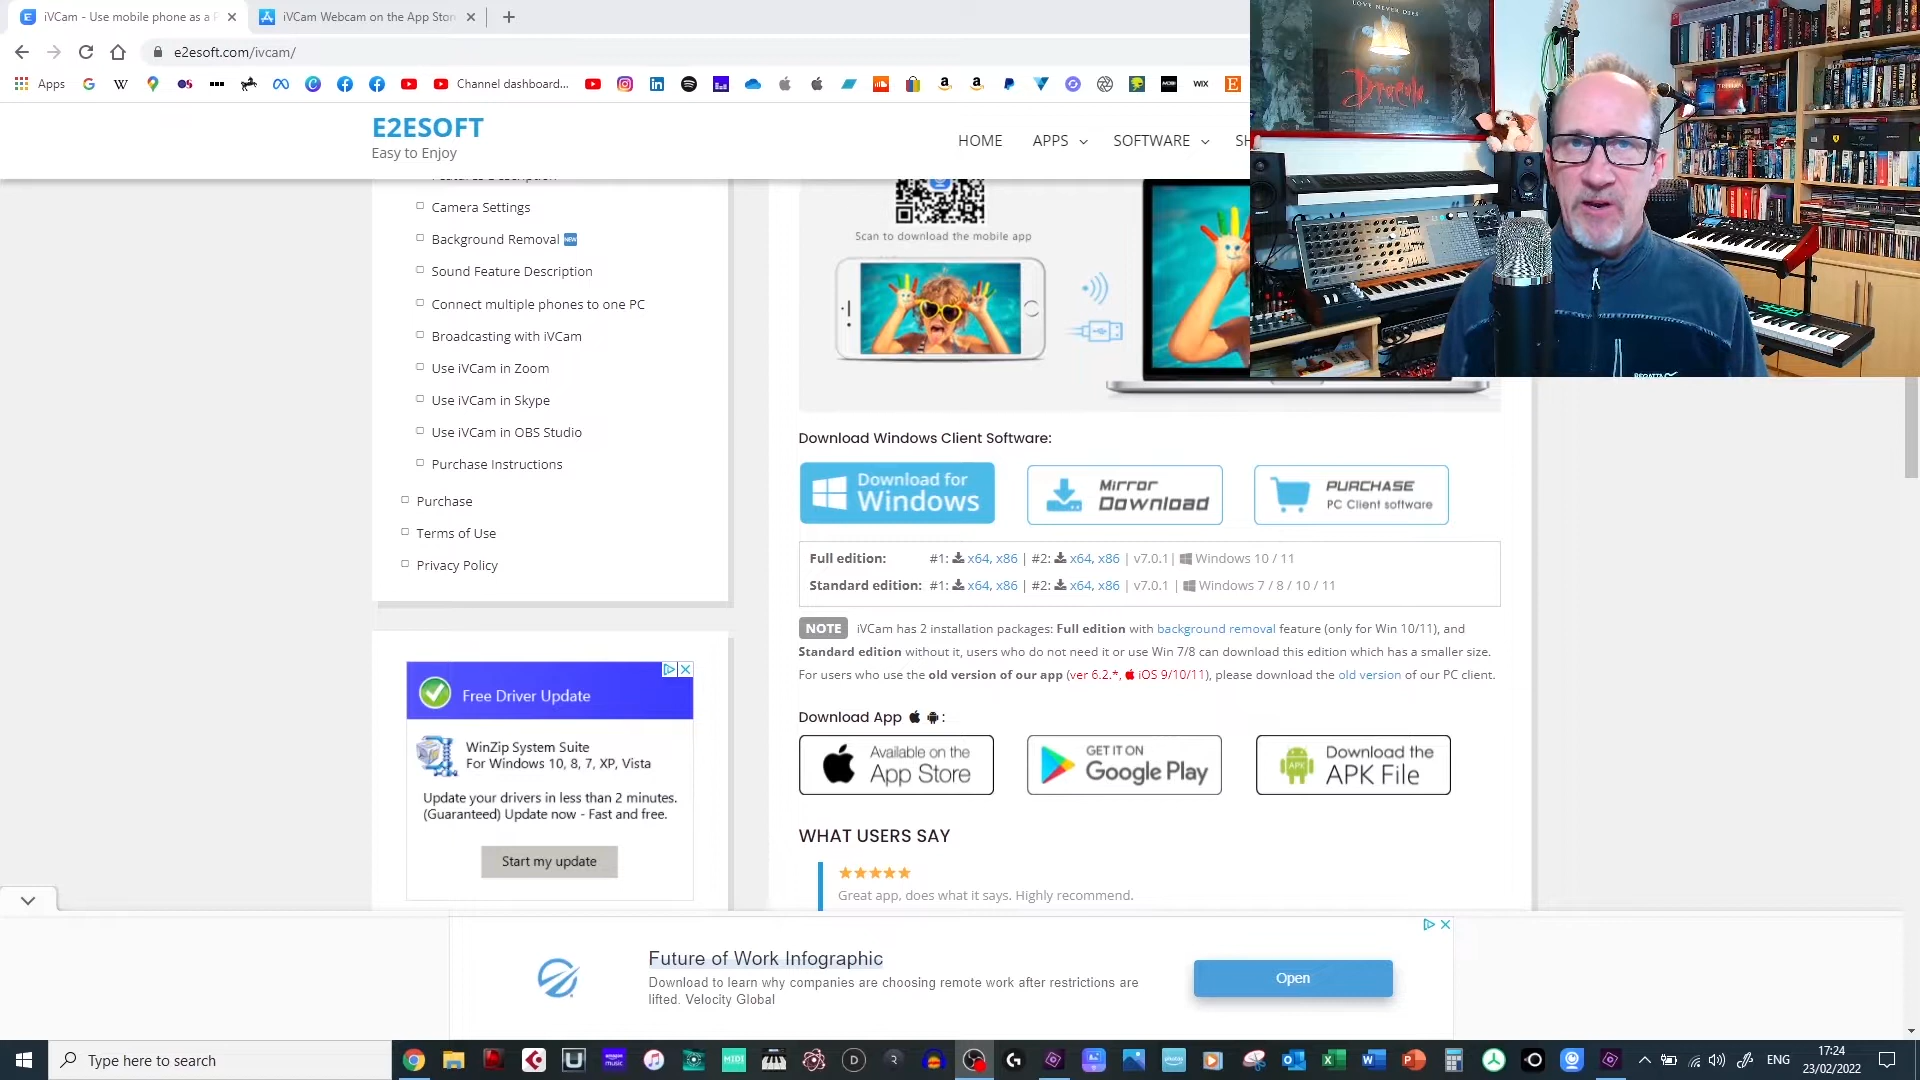 iVCam - Use mobile phone as a P
iVCam Webcam on the App Stor
e2esoft.com/ivcam/
Apps
Channel dashboard...
WIX
E2ESOFT
Easy to Enjoy
HOME
APPS
SOFTWARE
SH
LOVE NEVER DIES
Dracula
Camera Settings
Background Removal NEW
Sound Feature Description
Connect multiple phones to one PC
Broadcasting with iVCam
Use iVCam in Zoom
Use iVCam in Skype
Use iVCam in OBS Studio
Purchase Instructions
Purchase
Terms of Use
Privacy Policy
Scan to download the mobile app
REGATTA
Download Windows Client Software:
Download for
Windows
Mirror
Download
PURCHASE
PC Client software
Full edition: #1: x64, x86 | #2: x64, x86 | v7.0.1| Windows 10 / 11
Standard edition: #1: x64, x86 | #2: x64, x86 | v7.0.1 | Windows 7 / 8 / 10 / 11
NOTE iVCam has 2 installation packages: Full edition with background removal feature (only for Win 10/11), and
Standard edition without it, users who do not need it or use Win 7/8 can download this edition which has a smaller size.
For users who use the old version of our app (ver 6.2.*, iOS 9/10/11), please download the old version of our PC client.
Download App :
Available on the
App Store
GET IT ON
Google Play
APK
Download the
APK File
WHAT USERS SAY
Great app, does what it says. Highly recommend.
Free Driver Update
WinZip System Suite
For Windows 10, 8, 7, XP, Vista
Update your drivers in less than 2 minutes.
(Guaranteed) Update now - Fast and free.
Start my update
Future of Work Infographic
Download to learn why companies are choosing remote work after restrictions are
lifted. Velocity Global
Open
Type here to search
ENG
17:24
23/02/2022